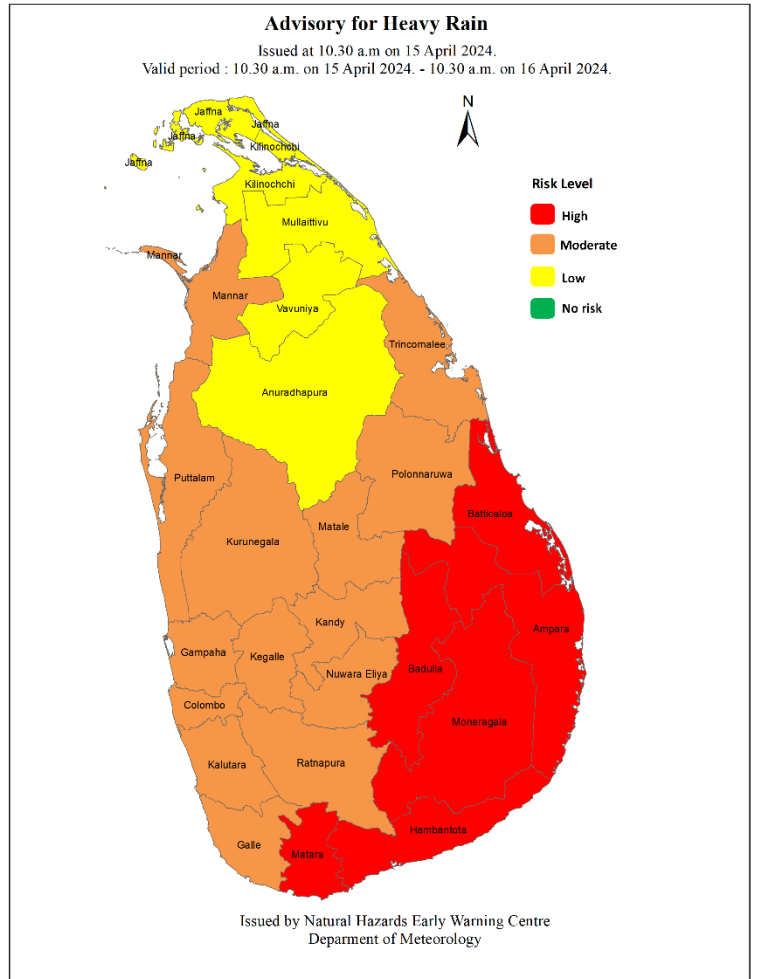 Advisory for Heavy Rain
Issued at 10.30 a.m on 15 April 2024.
Valid period : 10.30 a.m. on 15 April 2024. - 10.30 a.m. on 16 April 2024.
N
Jaffna
Jaffna
Jaffna
Kilinochchi
Jaffna
Kilinochchi
Mullaittivu
Mannar
Mannar
Vavuniya
Trincomalee
Anuradhapura
Risk Level
High
Moderate
Low
No risk
Puttalam
Polonnaruwa
Batticaloa
Matale
Kurunegala
Kandy
Ampara
Gampaha
Kegalle
Nuwara Eliya
Badulla
Colombo
Moneragala
Kalutara
Ratnapura
Hambantota
Galle
Matara
Issued by Natural Hazards Early Warning Centre
Deparment of Meteorology